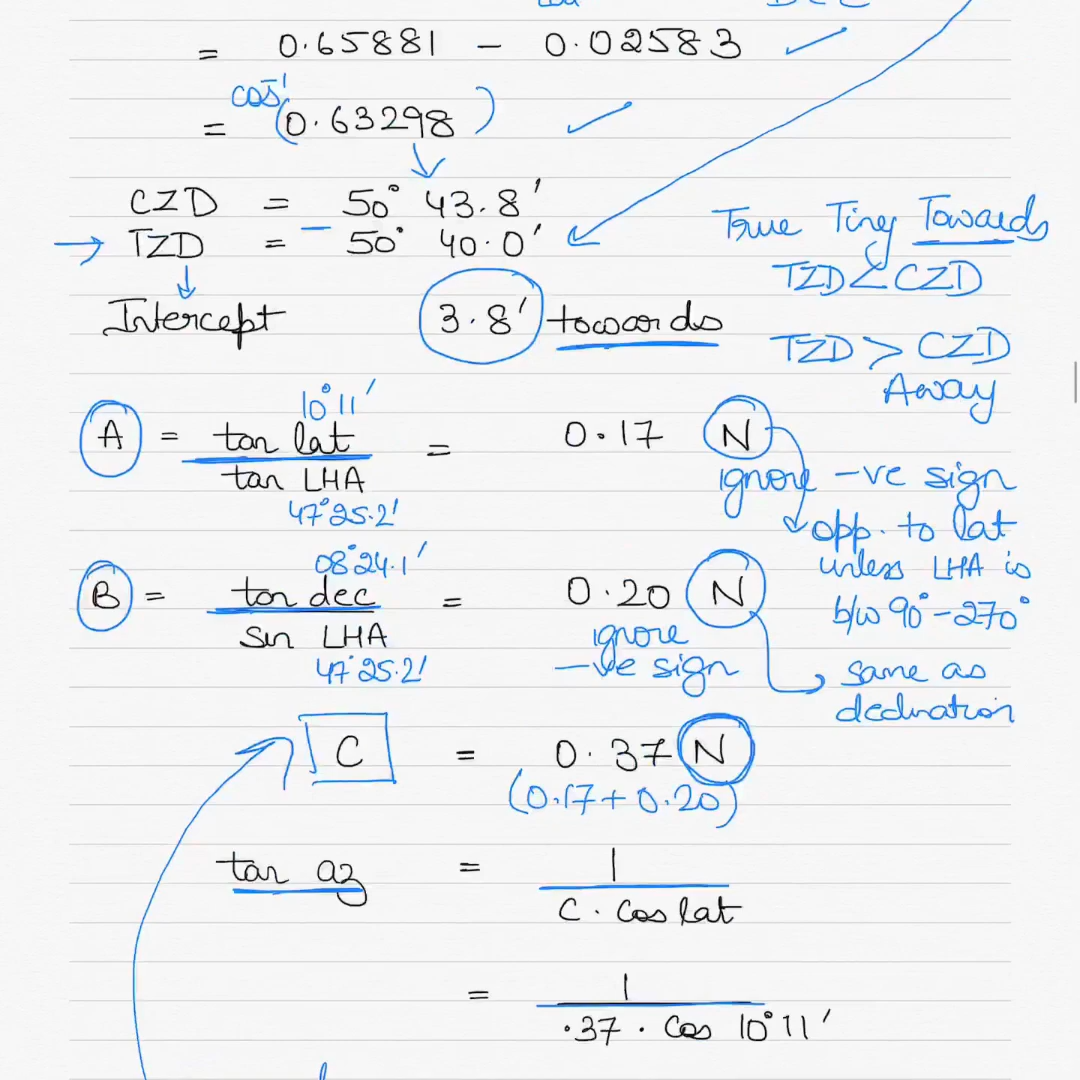 = 0.65881 - 0.02583
cos⁻¹
= (0.63298)
CZD = 50° 43.8'
TZD = 50° 40.0'
True Tiny Towards
TZD < CZD
Intercept 3.8' towards
TZD > CZD
Away
10° 11'
A = tan lat = 0.17 N
tan LHA
ignore -ve sign
47° 25.2'
opp. to lat
unless LHA is
b/w 90° - 270°
08° 24.1'
B = tan dec = 0.20 N
sin LHA
ignore
47° 25.2'
-ve sign
same as
declination
C = 0.37 N
(0.17 + 0.20)
tan az = 1
C . cos lat
= 1
.37 . cos 10° 11'